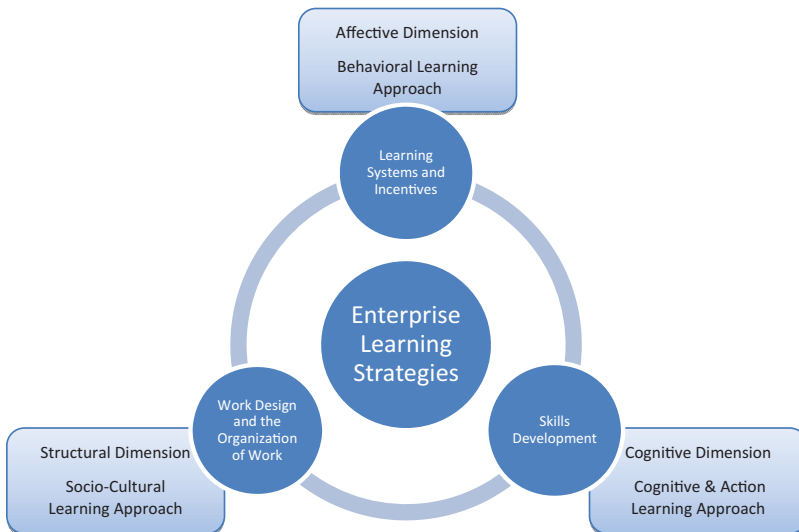 Affective Dimension
Behavioral Learning
Approach
Learning
Systems and
Incentives
Enterprise
Learning
Strategies
Work Design
and the
Organization
of Work
Skills
Development
Structural Dimension
Socio-Cultural
Learning Approach
Cognitive Dimension
Cognitive & Action
Learning Approach